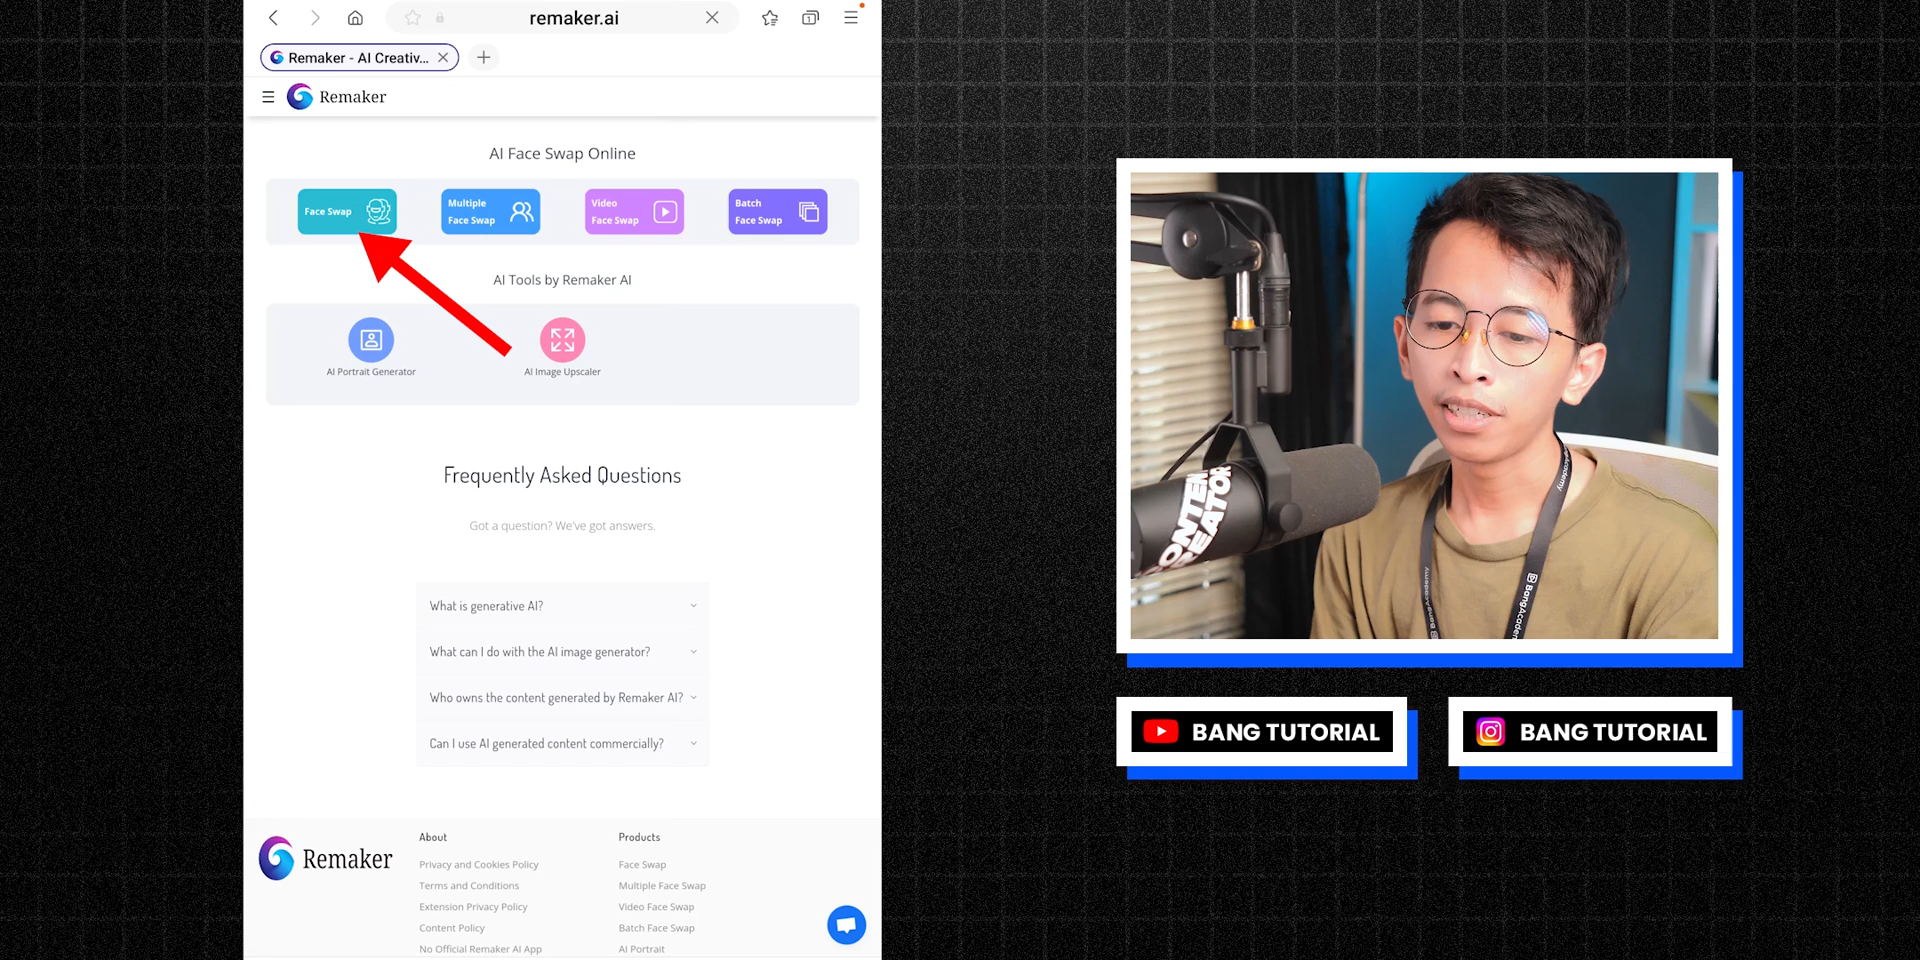 remaker.ai
Remaker - AI Creativ...
Remaker
AI Face Swap Online
Face Swap
Multiple
Face Swap
Video
Face Swap
Batch
Face Swap
AI Tools by Remaker AI
AI Portrait Generator
AI Image Upscaler
Frequently Asked Questions
Got a question? We've got answers.
What is generative AI?
What can I do with the AI image generator?
Who owns the content generated by Remaker AI?
Can I use AI generated content commercially?
Remaker
About
Privacy and Cookies Policy
Terms and Conditions
Extension Privacy Policy
Content Policy
No Official Remaker AI App
Products
Face Swap
Multiple Face Swap
Video Face Swap
Batch Face Swap
AI Portrait
ONTEN
EATOR
BangAcademy
BangAcadem
BANG TUTORIAL
BANG TUTORIAL